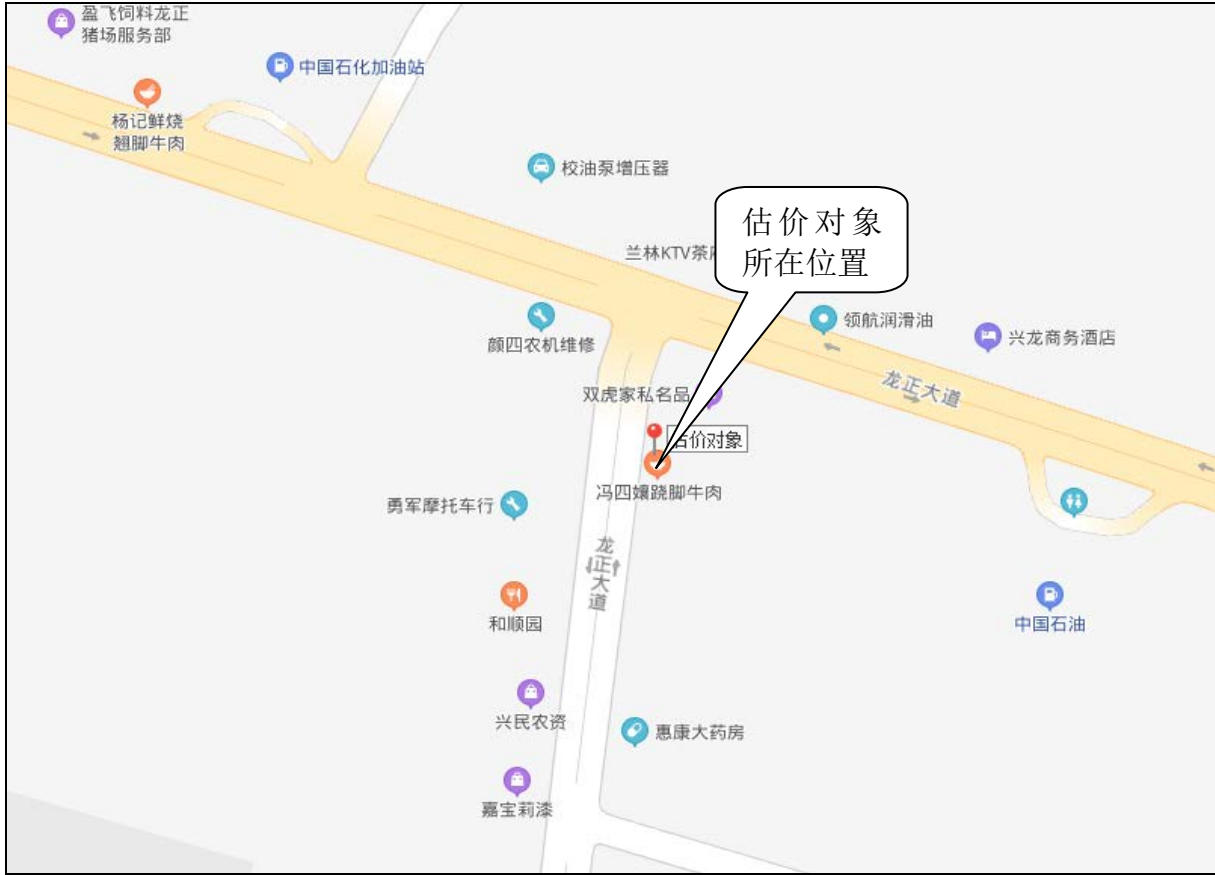 盈飞饲料龙正
猪场服务部
中国石化加油站
杨记鲜烧
翘脚牛肉
校油泵增压器
估价对象
所在位置
兰林KTV茶
领航润滑油
兴龙商务酒店
颜四农机维修
龙正大道
双虎家私名品
估价对象
冯四孃跷脚牛肉
勇军摩托车行
龙正大道
和顺园
中国石油
兴民农资
惠康大药房
嘉宝莉漆